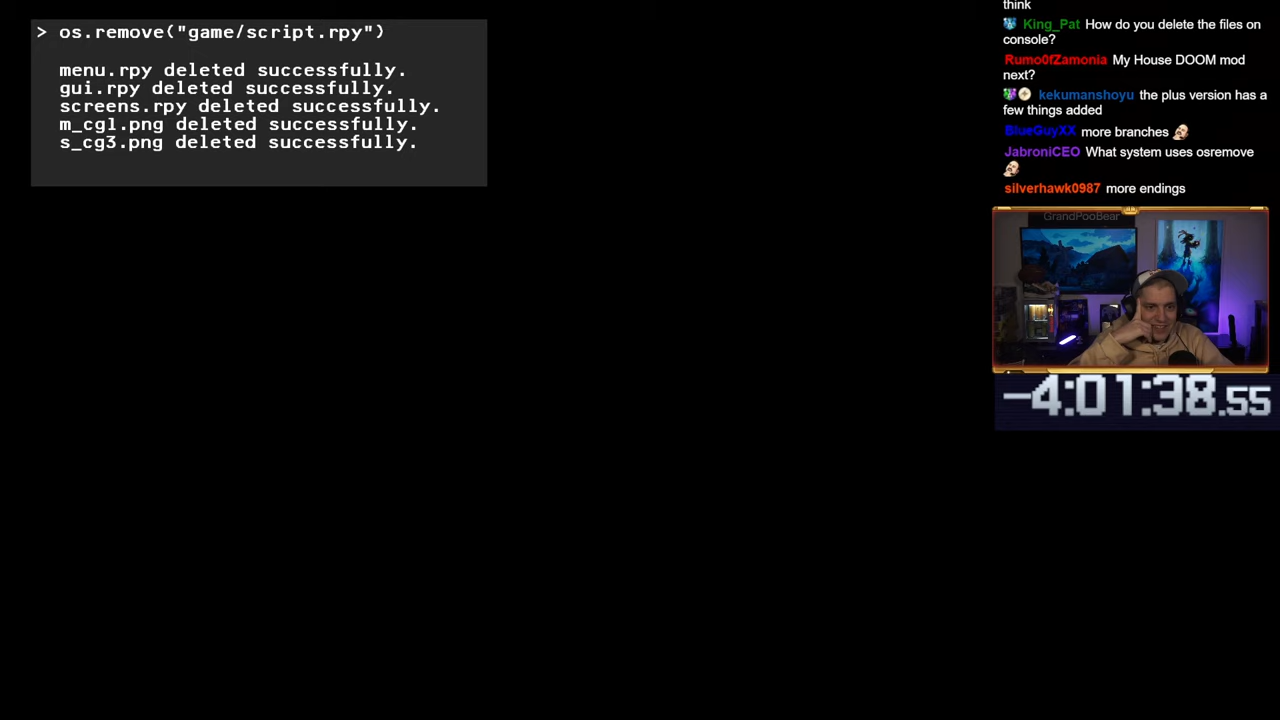 > os.remove("game/script.rpy")
menu.rpy deleted successfully.
gui.rpy deleted successfully.
screens.rpy deleted successfully.
m_cg1.png deleted successfully.
s_cg3.png deleted successfully.
think
King_Pat How do you delete the files on
console?
Rumo0fZamonia My House DOOM mod
next?
kekumanshoyu the plus version has a
few things added
BlueGuyXX more branches
JabroniCEO What system uses osremove
silverhawk0987 more endings
GrandPooBear
-4:01:38.55